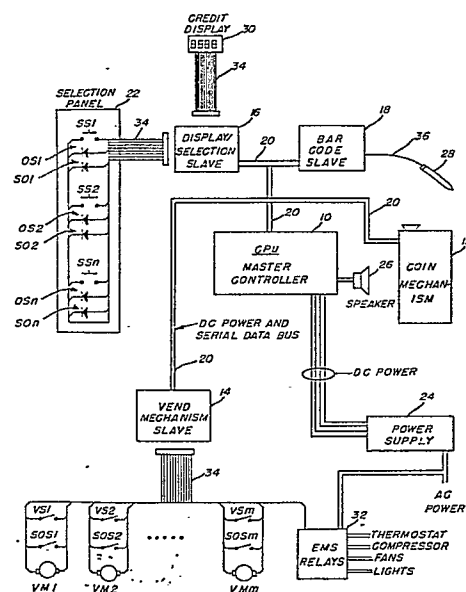 CREDIT
DISPLAY
30
8588
34
SELECTION
PANEL
22
SS1
34
OS1
SO1
SS2
OS2
SO2
SSn
OSn
SOn
16
DISPLAY/
SELECTION
SLAVE
20
18
BAR
CODE
SLAVE
36
28
20
20
10
CPU
MASTER
CONTROLLER
26
SPEAKER
COIN
MECHAN-
ISM
DC POWER AND
SERIAL DATA BUS
20
DC POWER
14
VEND
MECHANISM
SLAVE
24
POWER
SUPPLY
34
AC
POWER
VS1
VS2
VSm
SOS1
SOS2
SOSm
VM1
VM2
VMm
32
EMS
RELAYS
THERMOSTAT
COMPRESSOR
FANS
LIGHTS